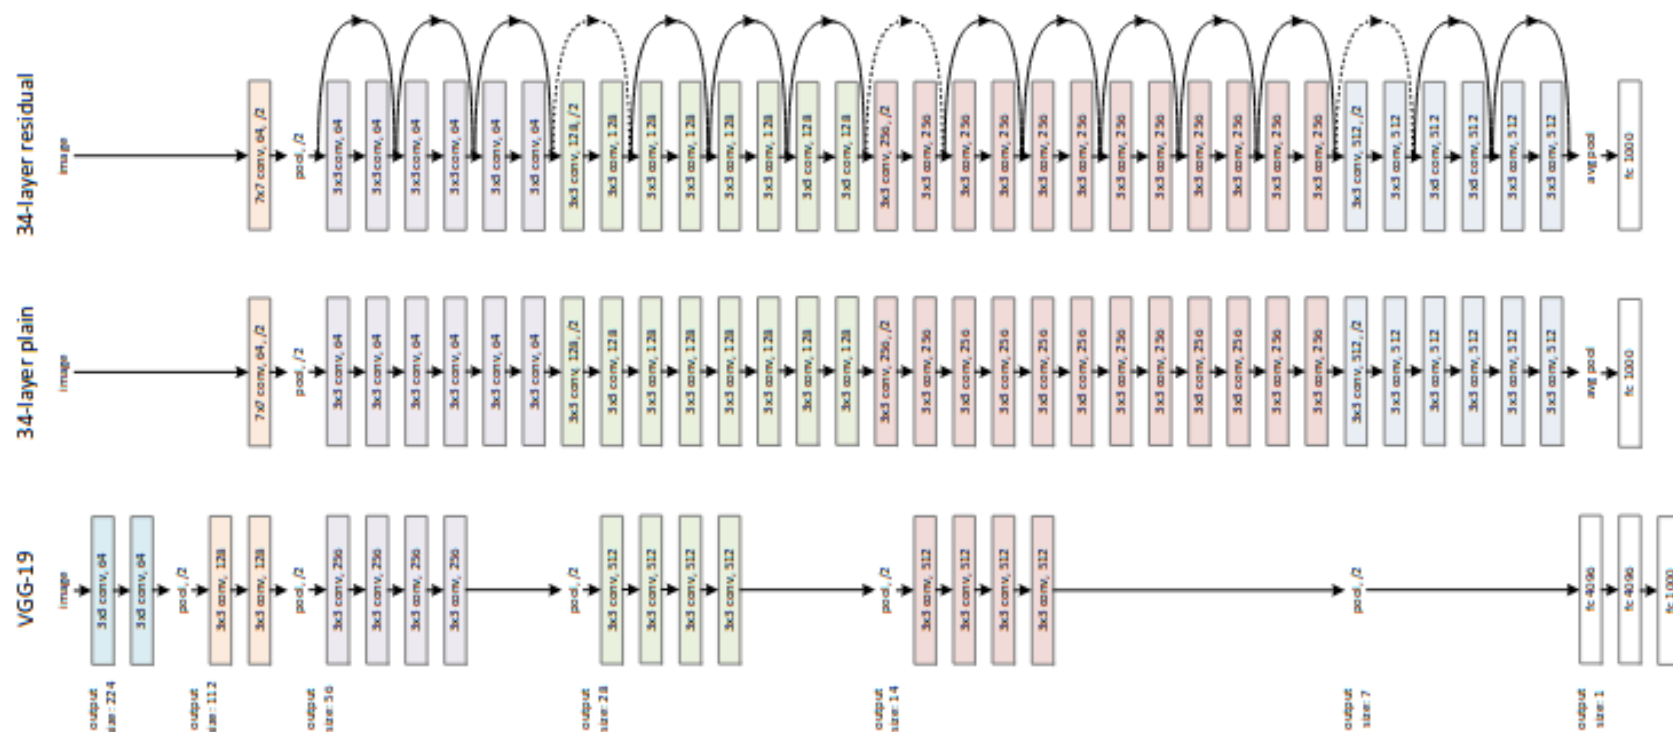 34-layer residual
image
7x7 conv, 64, /2
pool, /2
3x3 conv, 64
3x3 conv, 64
3x3 conv, 64
3x3 conv, 64
3x3 conv, 64
3x3 conv, 64
3x3 conv, 128, /2
3x3 conv, 128
3x3 conv, 128
3x3 conv, 128
3x3 conv, 128
3x3 conv, 128
3x3 conv, 128
3x3 conv, 128
3x3 conv, 256, /2
3x3 conv, 256
3x3 conv, 256
3x3 conv, 256
3x3 conv, 256
3x3 conv, 256
3x3 conv, 256
3x3 conv, 256
3x3 conv, 256
3x3 conv, 256
3x3 conv, 256
3x3 conv, 256
3x3 conv, 512, /2
3x3 conv, 512
3x3 conv, 512
3x3 conv, 512
3x3 conv, 512
3x3 conv, 512
avg pool
fc 1000
34-layer plain
image
7x7 conv, 64, /2
pool, /2
3x3 conv, 64
3x3 conv, 64
3x3 conv, 64
3x3 conv, 64
3x3 conv, 64
3x3 conv, 64
3x3 conv, 128, /2
3x3 conv, 128
3x3 conv, 128
3x3 conv, 128
3x3 conv, 128
3x3 conv, 128
3x3 conv, 128
3x3 conv, 128
3x3 conv, 256, /2
3x3 conv, 256
3x3 conv, 256
3x3 conv, 256
3x3 conv, 256
3x3 conv, 256
3x3 conv, 256
3x3 conv, 256
3x3 conv, 256
3x3 conv, 256
3x3 conv, 256
3x3 conv, 256
3x3 conv, 512, /2
3x3 conv, 512
3x3 conv, 512
3x3 conv, 512
3x3 conv, 512
3x3 conv, 512
avg pool
fc 1000
VGG-19
image
3x3 conv, 64
3x3 conv, 64
pool, /2
3x3 conv, 128
3x3 conv, 128
pool, /2
3x3 conv, 256
3x3 conv, 256
3x3 conv, 256
3x3 conv, 256
pool, /2
3x3 conv, 512
3x3 conv, 512
3x3 conv, 512
3x3 conv, 512
pool, /2
3x3 conv, 512
3x3 conv, 512
3x3 conv, 512
3x3 conv, 512
pool, /2
fc 4096
fc 4096
fc 1000
output
size: 224
output
size: 112
output
size: 56
output
size: 28
output
size: 14
output
size: 7
output
size: 1